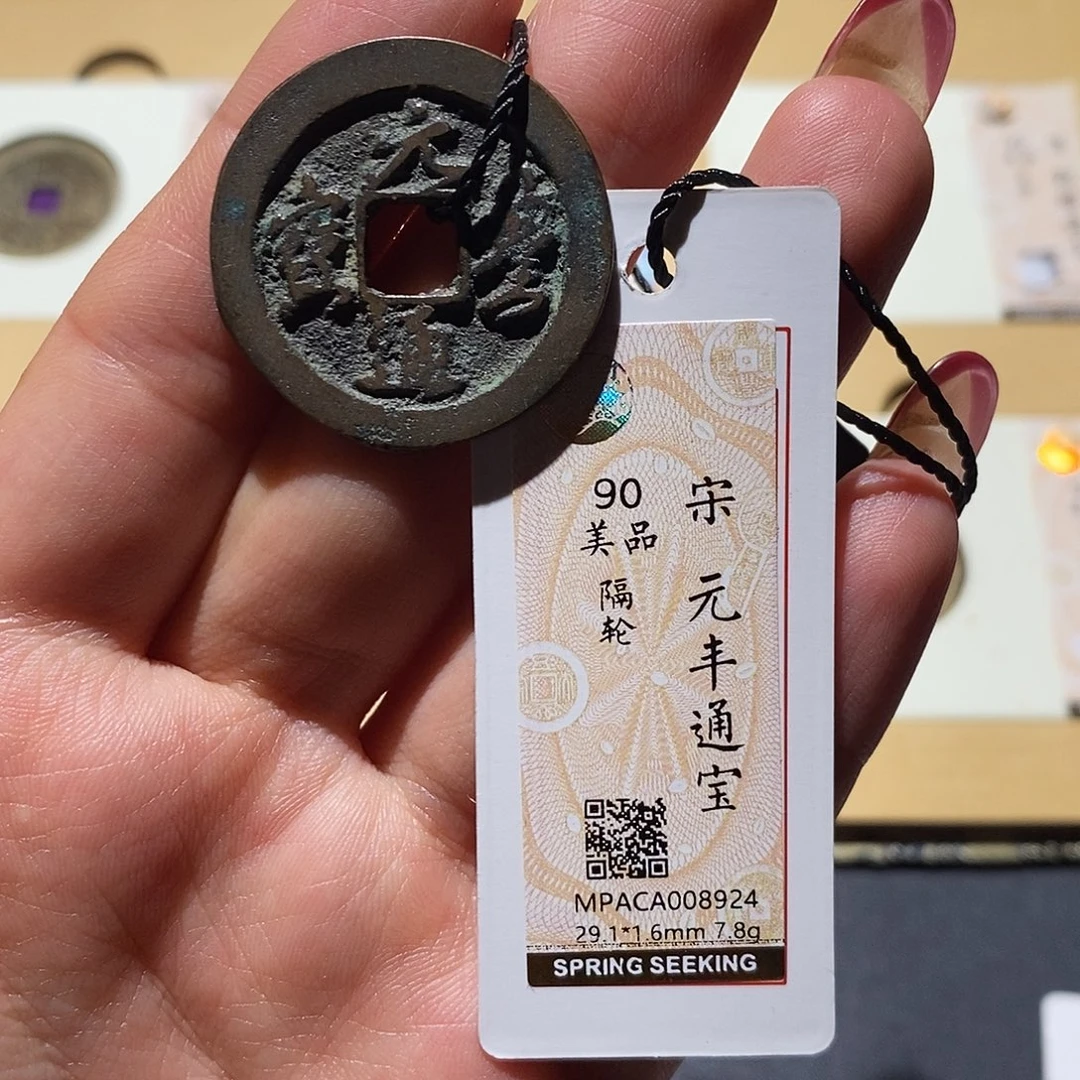 元豐通寳
宋元丰通宝
90
美品
隔轮
MPACA008924
29.1*1.6mm 7.8g
SPRING SEEKING